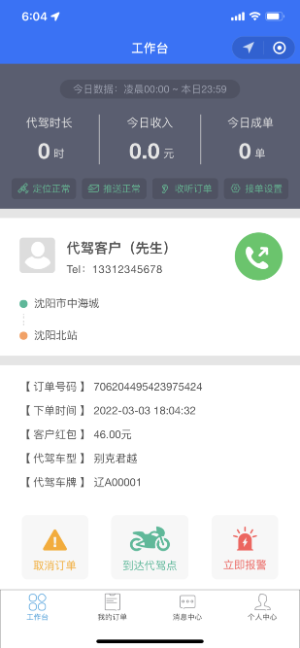 6:04
工作台
今日数据：凌晨00:00 ~ 本日23:59
代驾时长 今日收入 今日成单
0 时 0.0 元 0 单
定位正常 推送正常 收听订单 接单设置
代驾客户（先生）
Tel：13312345678
沈阳市中海城
沈阳北站
【 订单号码 】 706204495423975424
【 下单时间 】 2022-03-03 18:04:32
【 客户红包 】 46.00元
【 代驾车型 】 别克君越
【 代驾车牌 】 辽A00001
取消订单 到达代驾点 立即报警
工作台 我的订单 消息中心 个人中心